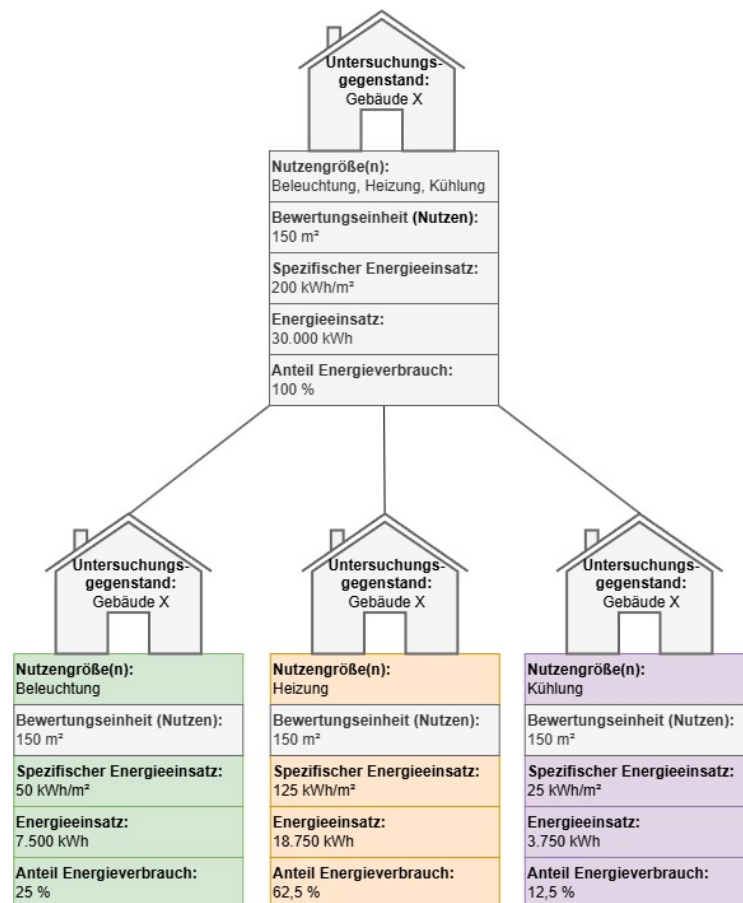 Untersuchungs-
gegenstand:
Gebäude X
Nutzengröße(n):
Beleuchtung, Heizung, Kühlung
Bewertungseinheit (Nutzen):
150 m²
Spezifischer Energieeinsatz:
200 kWh/m²
Energieeinsatz:
30.000 kWh
Anteil Energieverbrauch:
100 %
Untersuchungs-
gegenstand:
Gebäude X
Nutzengröße(n):
Beleuchtung
Bewertungseinheit (Nutzen):
150 m²
Spezifischer Energieeinsatz:
50 kWh/m²
Energieeinsatz:
7.500 kWh
Anteil Energieverbrauch:
25 %
Untersuchungs-
gegenstand:
Gebäude X
Nutzengröße(n):
Heizung
Bewertungseinheit (Nutzen):
150 m²
Spezifischer Energieeinsatz:
125 kWh/m²
Energieeinsatz:
18.750 kWh
Anteil Energieverbrauch:
62,5 %
Untersuchungs-
gegenstand:
Gebäude X
Nutzengröße(n):
Kühlung
Bewertungseinheit (Nutzen):
150 m²
Spezifischer Energieeinsatz:
25 kWh/m²
Energieeinsatz:
3.750 kWh
Anteil Energieverbrauch:
12,5 %